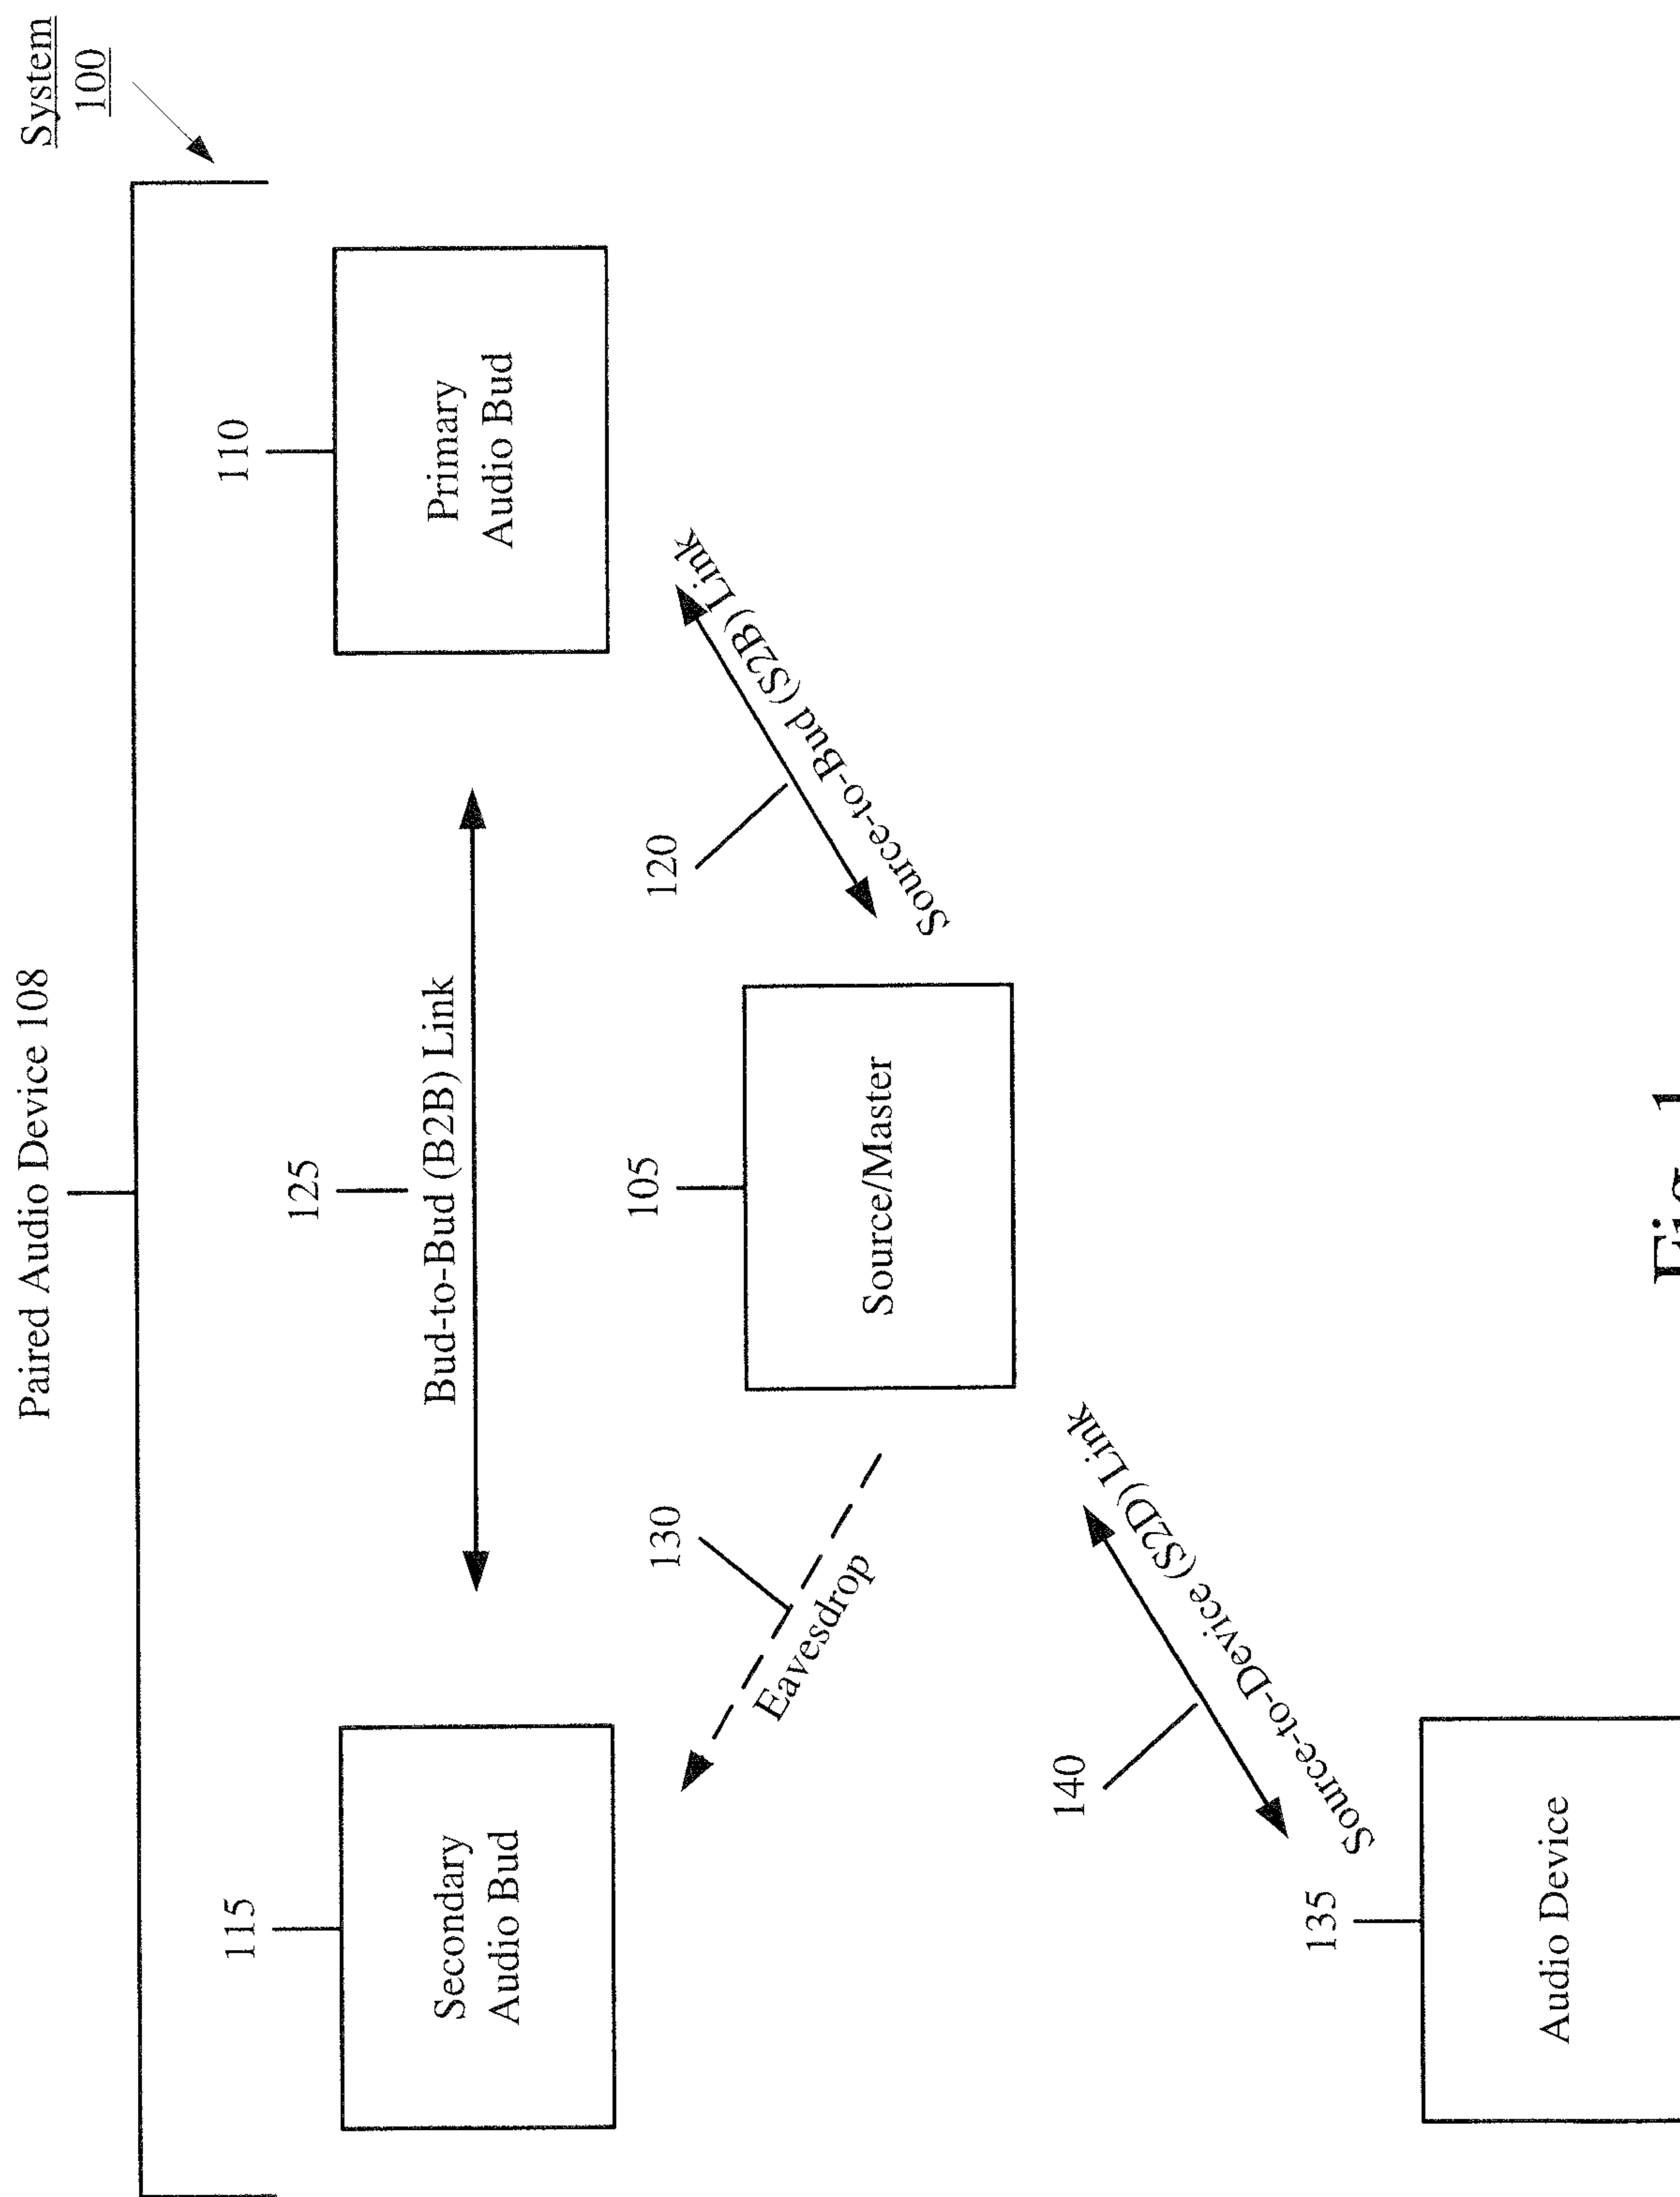 System
100
Paired Audio Device 108
115
125
110
Secondary
Audio Bud
Bud-to-Bud (B2B) Link
Primary
Audio Bud
130
105
120
Eavesdrop
Source/Master
Source-to-Bud (S2B) Link
140
Source-to-Device (S2D) Link
135
Audio Device
Fig. 1